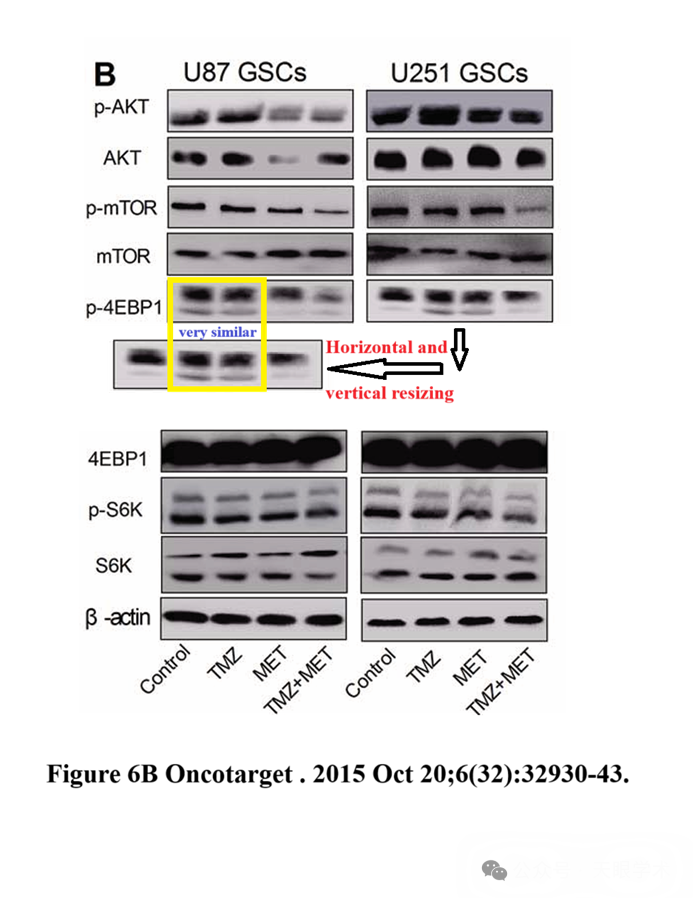 B
U87 GSCs
U251 GSCs
p-AKT
AKT
p-mTOR
mTOR
p-4EBP1
very similar
Horizontal and
vertical resizing
4EBP1
p-S6K
S6K
β -actin
Control
TMZ
MET
TMZ+MET
Control
TMZ
MET
TMZ+MET
Figure 6B Oncotarget . 2015 Oct 20;6(32):32930-43.